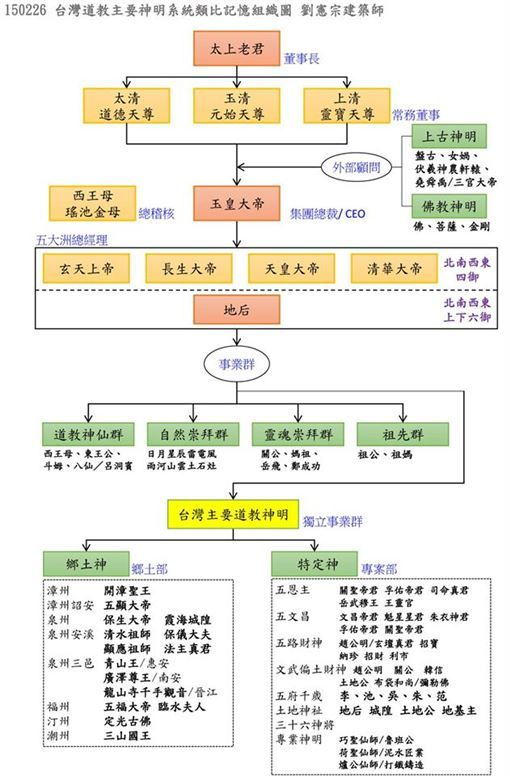 150226 台灣道教主要神明系統類比記憶組織圖 劉憲宗建築師
太上老君
董事長
太清
道德天尊
玉清
元始天尊
上清
靈寶天尊
常務董事
外部顧問
上古神明
盤古、女媧、
伏羲神農軒轅、
堯舜禹/三官大帝
佛教神明
佛、菩薩、金剛
西王母
瑤池金母
總稽核
玉皇大帝
集團總裁/CEO
五大洲總經理
玄天上帝
長生大帝
天皇大帝
清華大帝
北南西東
四御
地后
北南西東
上下六御
事業群
道教神仙群
西王母、東王公、
斗姆、八仙/呂洞賓
自然崇拜群
日月星辰雷電風
雨河山雲土石灶
靈魂崇拜群
關公、媽祖、
岳飛、鄭成功
祖先群
祖公、祖媽
台灣主要道教神明
獨立事業群
鄉土神
鄉土部
漳州 開漳聖王
漳州詔安 五顯大帝
泉州 保生大帝 霞海城隍
泉州安溪 清水祖師 保儀大夫
顯應祖師 法主真君
泉州三邑 青山王/惠安
廣澤尊王/南安
龍山寺千手觀音/晉江
福州 五福大帝 臨水夫人
汀州 定光古佛
潮州 三山國王
特定神
專案部
五恩主 關聖帝君 孚佑帝君 司命真君
岳武穆王 王靈官
五文昌 文昌帝君 魁星星君 朱衣神君
孚佑帝君 關聖帝君
五路財神 趙公明/玄壇真君 招寶
納珍 招財 利市
文武偏土財神 趙公明 關公 韓信
土地公 布袋和尚/彌勒佛
五府千歲 李、池、吳、朱、范
土地神祉 地后 城隍 土地公 地基主
三十六神將
專業神明 巧聖仙師/魯班公
荷聖仙師/泥水匠業
爐公仙師/打鐵鑄造